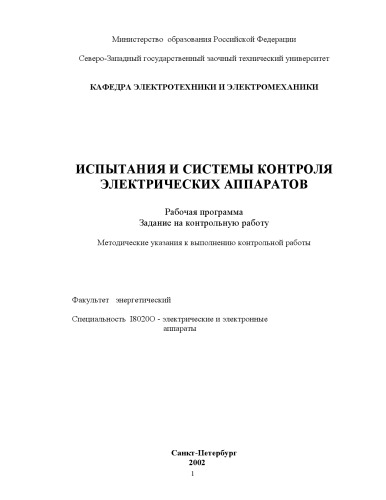 Министерство образования Российской Федерации
Северо-Западный государственный заочный технический университет
КАФЕДРА ЭЛЕКТРОТЕХНИКИ И ЭЛЕКТРОМЕХАНИКИ
ИСПЫТАНИЯ И СИСТЕМЫ КОНТРОЛЯ
ЭЛЕКТРИЧЕСКИХ АППАРАТОВ
Рабочая программа
Задание на контрольную работу
Методические указания к выполнению контрольной работы
Факультет энергетический
Специальность I8020O - электрические и электронные
аппараты
Санкт-Петербург
2002
1